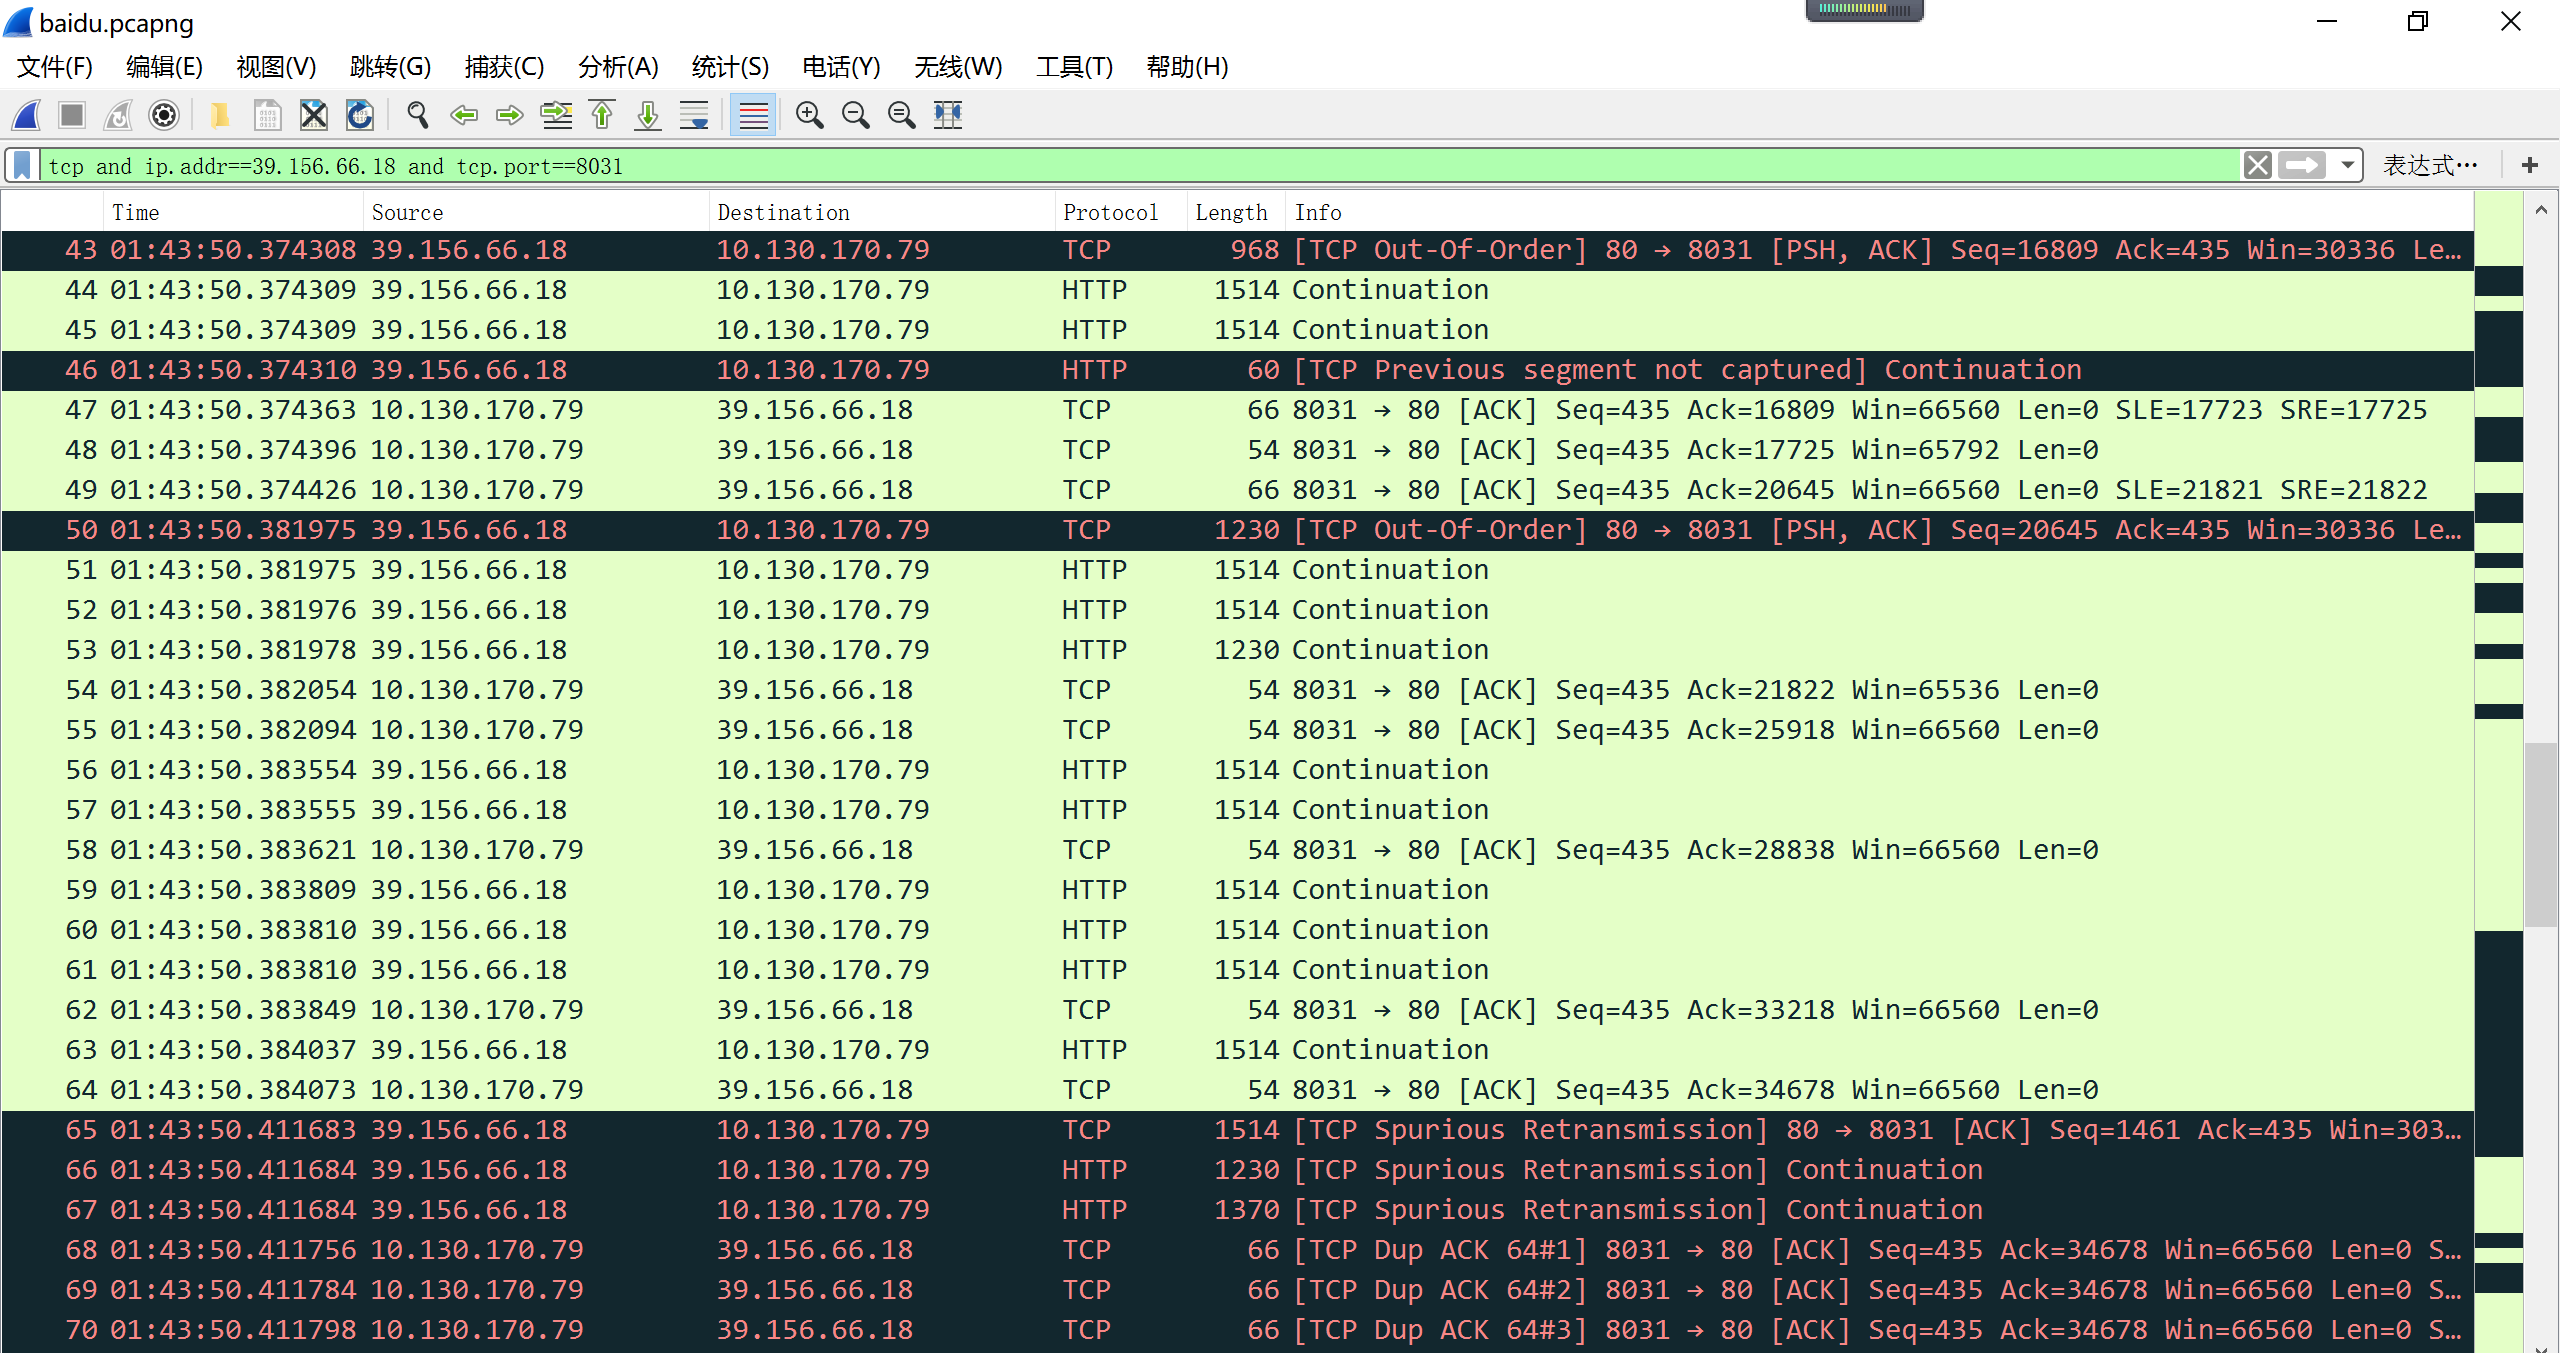 baidu.pcapng
文件(F) 编辑(E) 视图(V) 跳转(G) 捕获(C) 分析(A) 统计(S) 电话(Y) 无线(W) 工具(T) 帮助(H)
tcp and ip.addr==39.156.66.18 and tcp.port==8031 表达式… +
Time Source Destination Protocol Length Info
43 01:43:50.374308 39.156.66.18 10.130.170.79 TCP 968 [TCP Out-Of-Order] 80 → 8031 [PSH, ACK] Seq=16809 Ack=435 Win=30336 Le…
44 01:43:50.374309 39.156.66.18 10.130.170.79 HTTP 1514 Continuation
45 01:43:50.374309 39.156.66.18 10.130.170.79 HTTP 1514 Continuation
46 01:43:50.374310 39.156.66.18 10.130.170.79 HTTP 60 [TCP Previous segment not captured] Continuation
47 01:43:50.374363 10.130.170.79 39.156.66.18 TCP 66 8031 → 80 [ACK] Seq=435 Ack=16809 Win=66560 Len=0 SLE=17723 SRE=17725
48 01:43:50.374396 10.130.170.79 39.156.66.18 TCP 54 8031 → 80 [ACK] Seq=435 Ack=17725 Win=65792 Len=0
49 01:43:50.374426 10.130.170.79 39.156.66.18 TCP 66 8031 → 80 [ACK] Seq=435 Ack=20645 Win=66560 Len=0 SLE=21821 SRE=21822
50 01:43:50.381975 39.156.66.18 10.130.170.79 TCP 1230 [TCP Out-Of-Order] 80 → 8031 [PSH, ACK] Seq=20645 Ack=435 Win=30336 Le…
51 01:43:50.381975 39.156.66.18 10.130.170.79 HTTP 1514 Continuation
52 01:43:50.381976 39.156.66.18 10.130.170.79 HTTP 1514 Continuation
53 01:43:50.381978 39.156.66.18 10.130.170.79 HTTP 1230 Continuation
54 01:43:50.382054 10.130.170.79 39.156.66.18 TCP 54 8031 → 80 [ACK] Seq=435 Ack=21822 Win=65536 Len=0
55 01:43:50.382094 10.130.170.79 39.156.66.18 TCP 54 8031 → 80 [ACK] Seq=435 Ack=25918 Win=66560 Len=0
56 01:43:50.383554 39.156.66.18 10.130.170.79 HTTP 1514 Continuation
57 01:43:50.383555 39.156.66.18 10.130.170.79 HTTP 1514 Continuation
58 01:43:50.383621 10.130.170.79 39.156.66.18 TCP 54 8031 → 80 [ACK] Seq=435 Ack=28838 Win=66560 Len=0
59 01:43:50.383809 39.156.66.18 10.130.170.79 HTTP 1514 Continuation
60 01:43:50.383810 39.156.66.18 10.130.170.79 HTTP 1514 Continuation
61 01:43:50.383810 39.156.66.18 10.130.170.79 HTTP 1514 Continuation
62 01:43:50.383849 10.130.170.79 39.156.66.18 TCP 54 8031 → 80 [ACK] Seq=435 Ack=33218 Win=66560 Len=0
63 01:43:50.384037 39.156.66.18 10.130.170.79 HTTP 1514 Continuation
64 01:43:50.384073 10.130.170.79 39.156.66.18 TCP 54 8031 → 80 [ACK] Seq=435 Ack=34678 Win=66560 Len=0
65 01:43:50.411683 39.156.66.18 10.130.170.79 TCP 1514 [TCP Spurious Retransmission] 80 → 8031 [ACK] Seq=1461 Ack=435 Win=303…
66 01:43:50.411684 39.156.66.18 10.130.170.79 HTTP 1230 [TCP Spurious Retransmission] Continuation
67 01:43:50.411684 39.156.66.18 10.130.170.79 HTTP 1370 [TCP Spurious Retransmission] Continuation
68 01:43:50.411756 10.130.170.79 39.156.66.18 TCP 66 [TCP Dup ACK 64#1] 8031 → 80 [ACK] Seq=435 Ack=34678 Win=66560 Len=0 S…
69 01:43:50.411784 10.130.170.79 39.156.66.18 TCP 66 [TCP Dup ACK 64#2] 8031 → 80 [ACK] Seq=435 Ack=34678 Win=66560 Len=0 S…
70 01:43:50.411798 10.130.170.79 39.156.66.18 TCP 66 [TCP Dup ACK 64#3] 8031 → 80 [ACK] Seq=435 Ack=34678 Win=66560 Len=0 S…